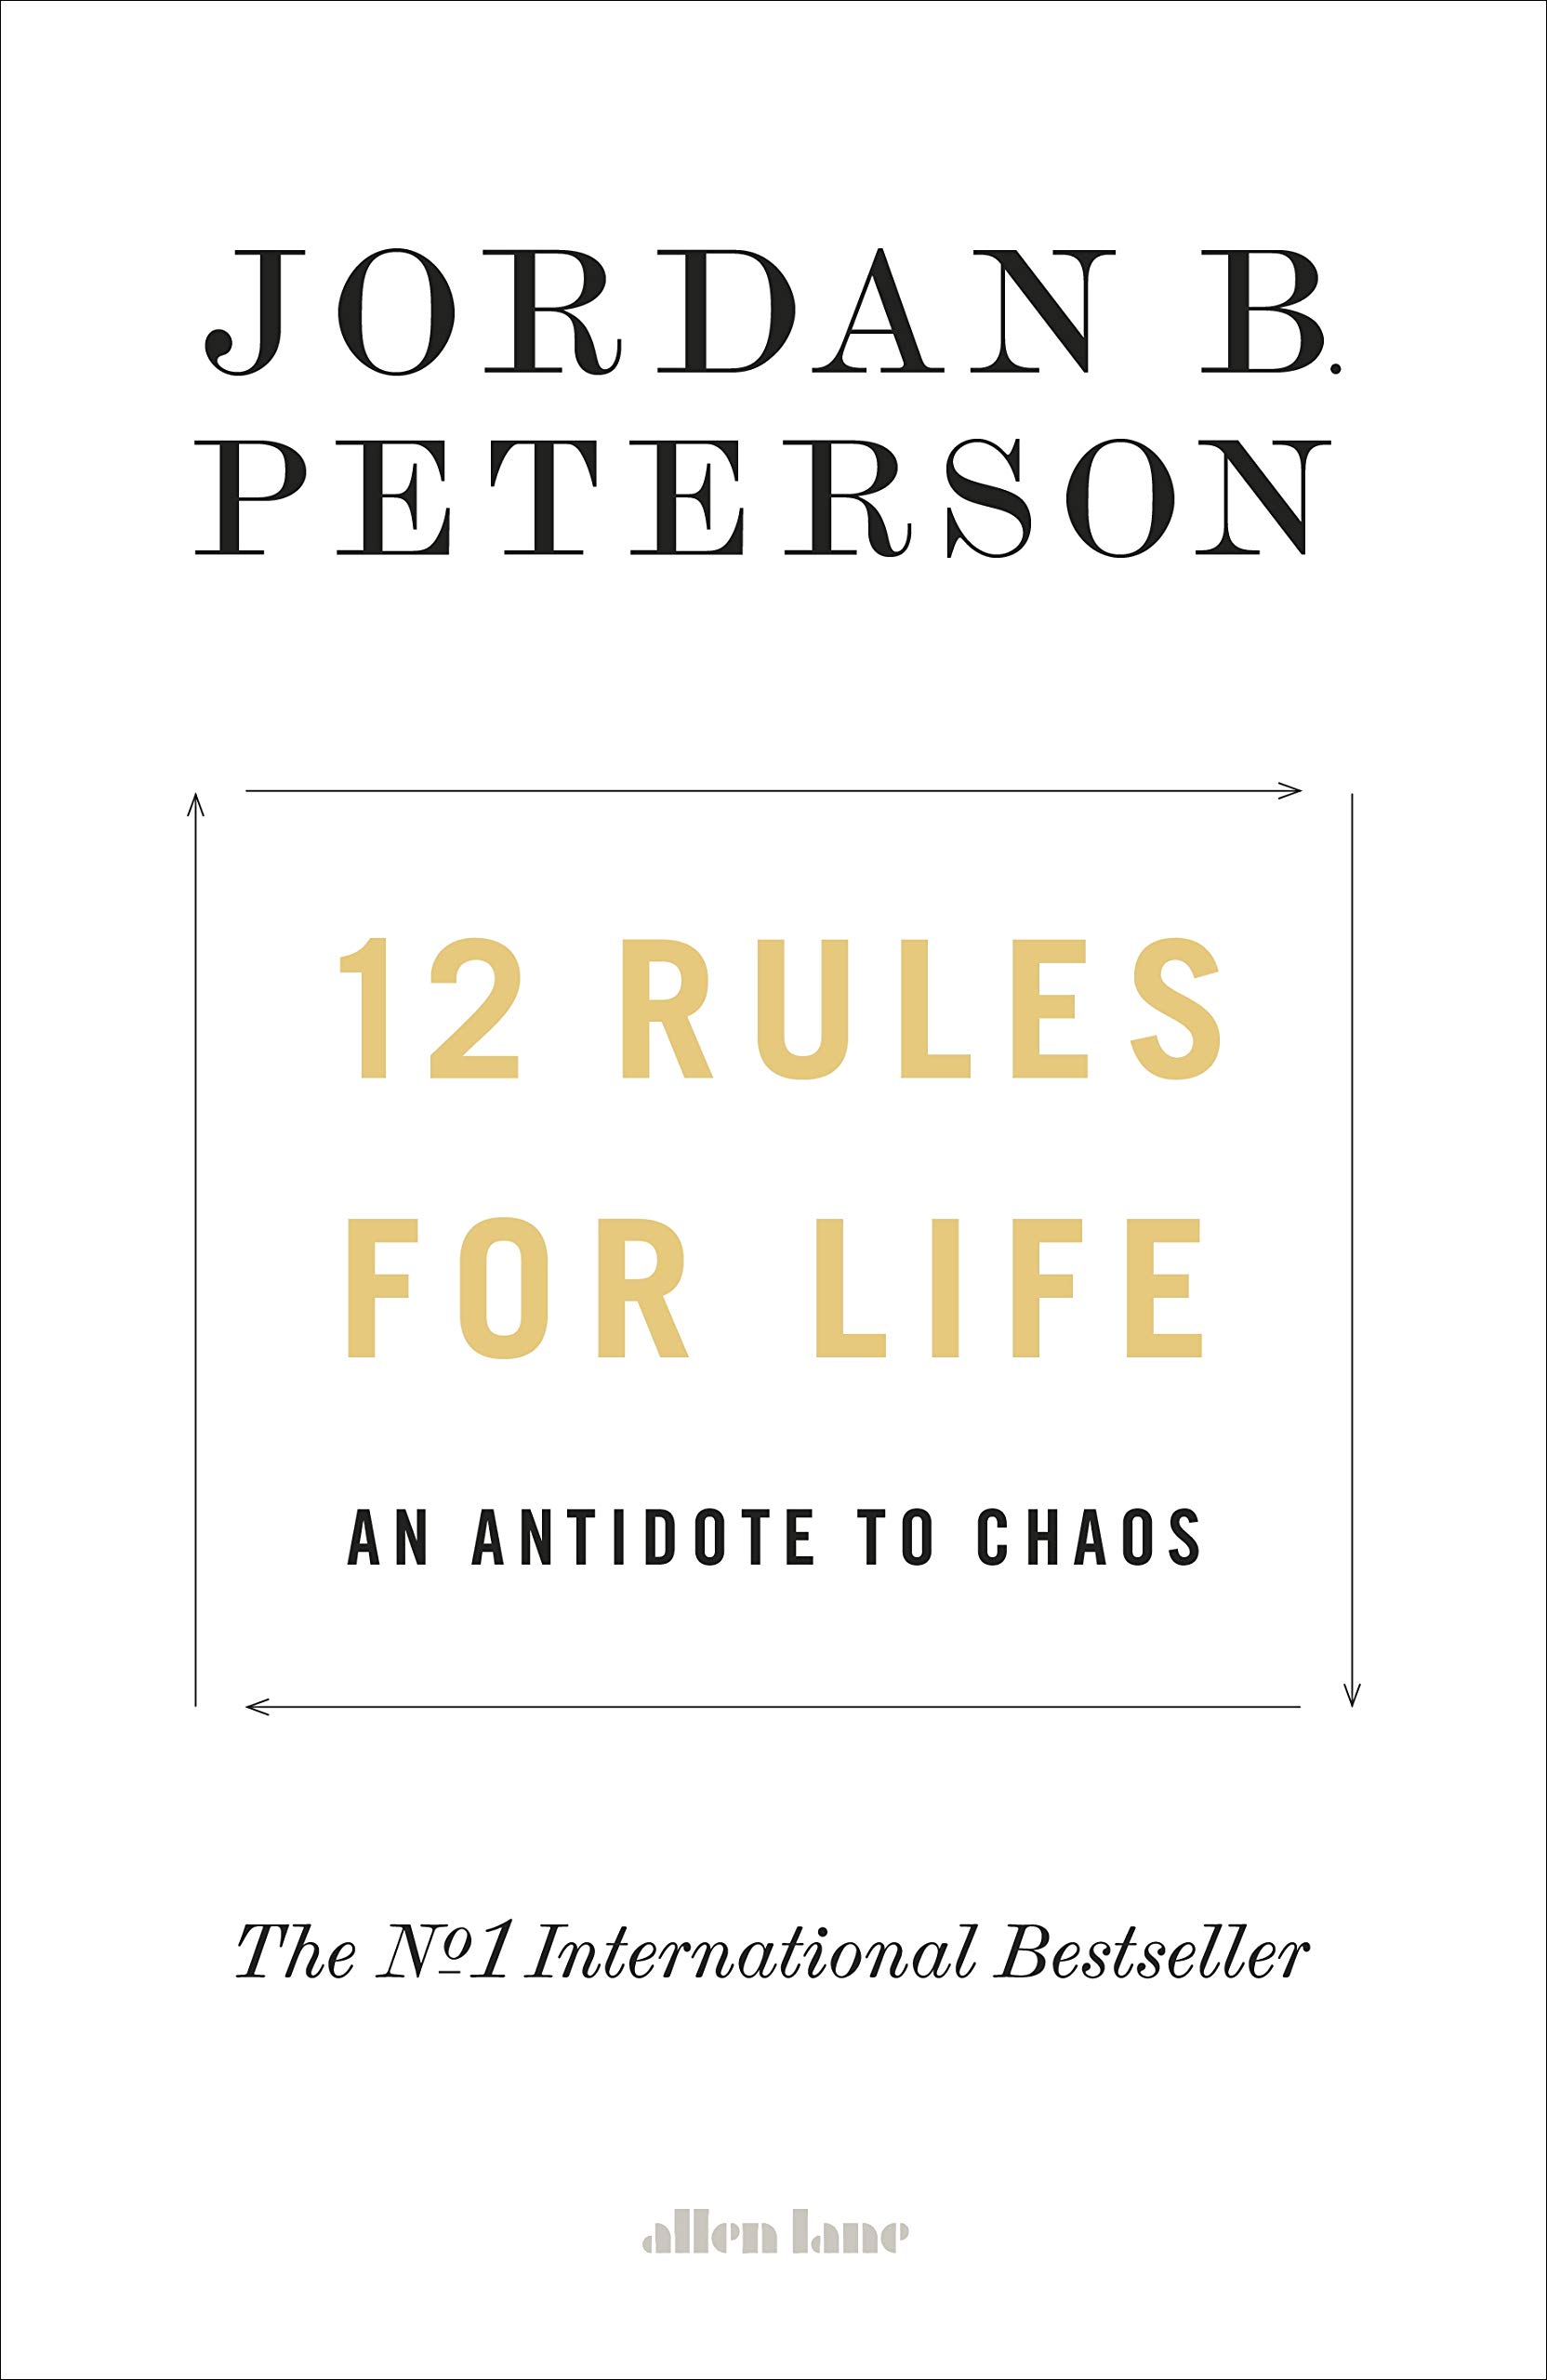 JORDAN B.
PETERSON
12 RULES
FOR LIFE
AN ANTIDOTE TO CHAOS
The Nº1 International Bestseller
allen lane